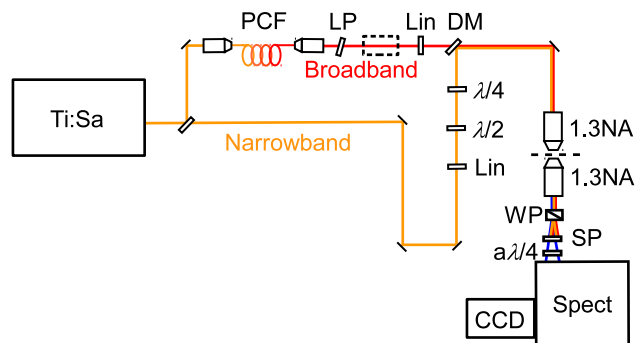 PCF
LP
Lin
DM
Broadband
Ti:Sa
Narrowband
λ/4
λ/2
Lin
1.3NA
1.3NA
WP
SP
aλ/4
Spect
CCD